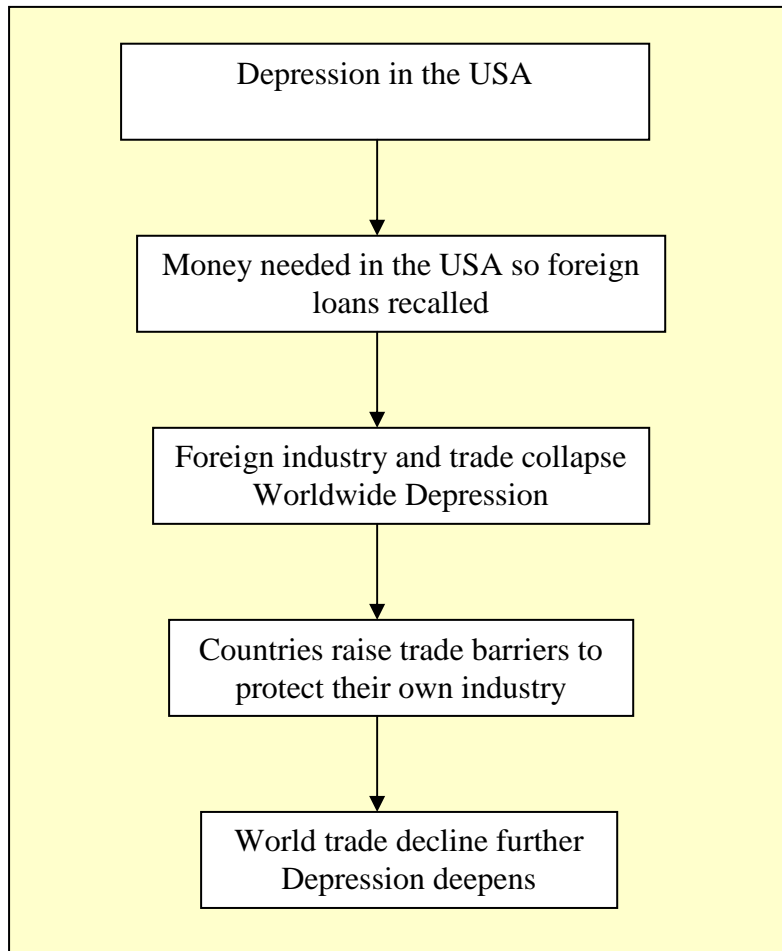 Depression in the USA
Money needed in the USA so foreign
loans recalled
Foreign industry and trade collapse
Worldwide Depression
Countries raise trade barriers to
protect their own industry
World trade decline further
Depression deepens